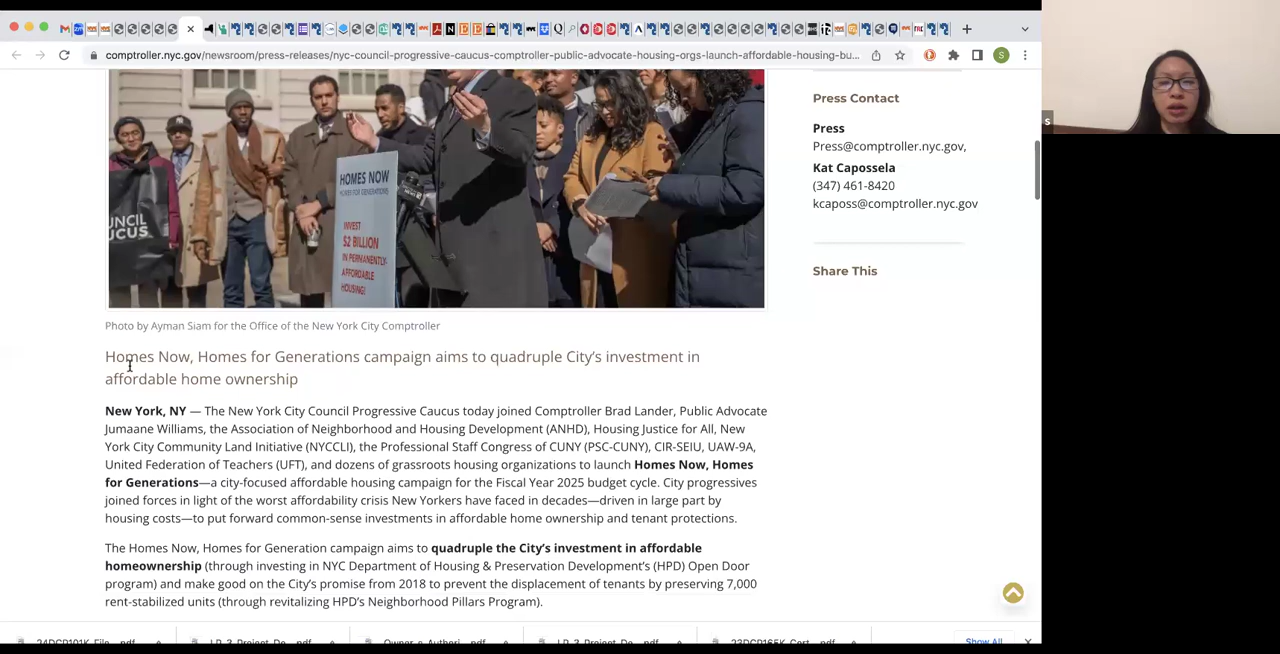 comptroller.nyc.gov/newsroom/press-releases/nyc-council-progressive-caucus-comptroller-public-advocate-housing-orgs-launch-affordable-housing-bu...
S
S
HOMES NOW
HOMES FOR GENERATIONS
INVEST
$2 BILLION
IN PERMANENTLY-
AFFORDABLE
HOUSING!
Photo by Ayman Siam for the Office of the New York City Comptroller
Homes Now, Homes for Generations campaign aims to quadruple City's investment in
affordable home ownership
New York, NY — The New York City Council Progressive Caucus today joined Comptroller Brad Lander, Public Advocate
Jumaane Williams, the Association of Neighborhood and Housing Development (ANHD), Housing Justice for All, New
York City Community Land Initiative (NYCCLI), the Professional Staff Congress of CUNY (PSC-CUNY), CIR-SEIU, UAW-9A,
United Federation of Teachers (UFT), and dozens of grassroots housing organizations to launch Homes Now, Homes
for Generations—a city-focused affordable housing campaign for the Fiscal Year 2025 budget cycle. City progressives
joined forces in light of the worst affordability crisis New Yorkers have faced in decades—driven in large part by
housing costs—to put forward common-sense investments in affordable home ownership and tenant protections.
The Homes Now, Homes for Generation campaign aims to quadruple the City's investment in affordable
homeownership (through investing in NYC Department of Housing & Preservation Development's (HPD) Open Door
program) and make good on the City's promise from 2018 to prevent the displacement of tenants by preserving 7,000
rent-stabilized units (through revitalizing HPD's Neighborhood Pillars Program).
Press Contact
Press
Press@comptroller.nyc.gov,
Kat Capossela
(347) 461-8420
kcaposs@comptroller.nyc.gov
Share This
Show All